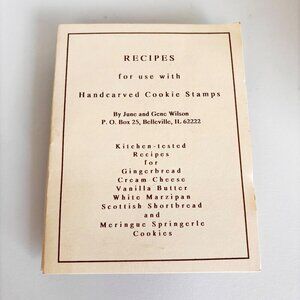 RECIPES
for use with
Handcarved Cookie Stamps
By June and Gene Wilson
P. O. Box 25, Belleville, IL 62222
Kitchen-tested
Recipes
for
Gingerbread
Cream Cheese
Vanilla Butter
White Marzipan
Scottish Shortbread
and
Meringue Springerle
Cookies